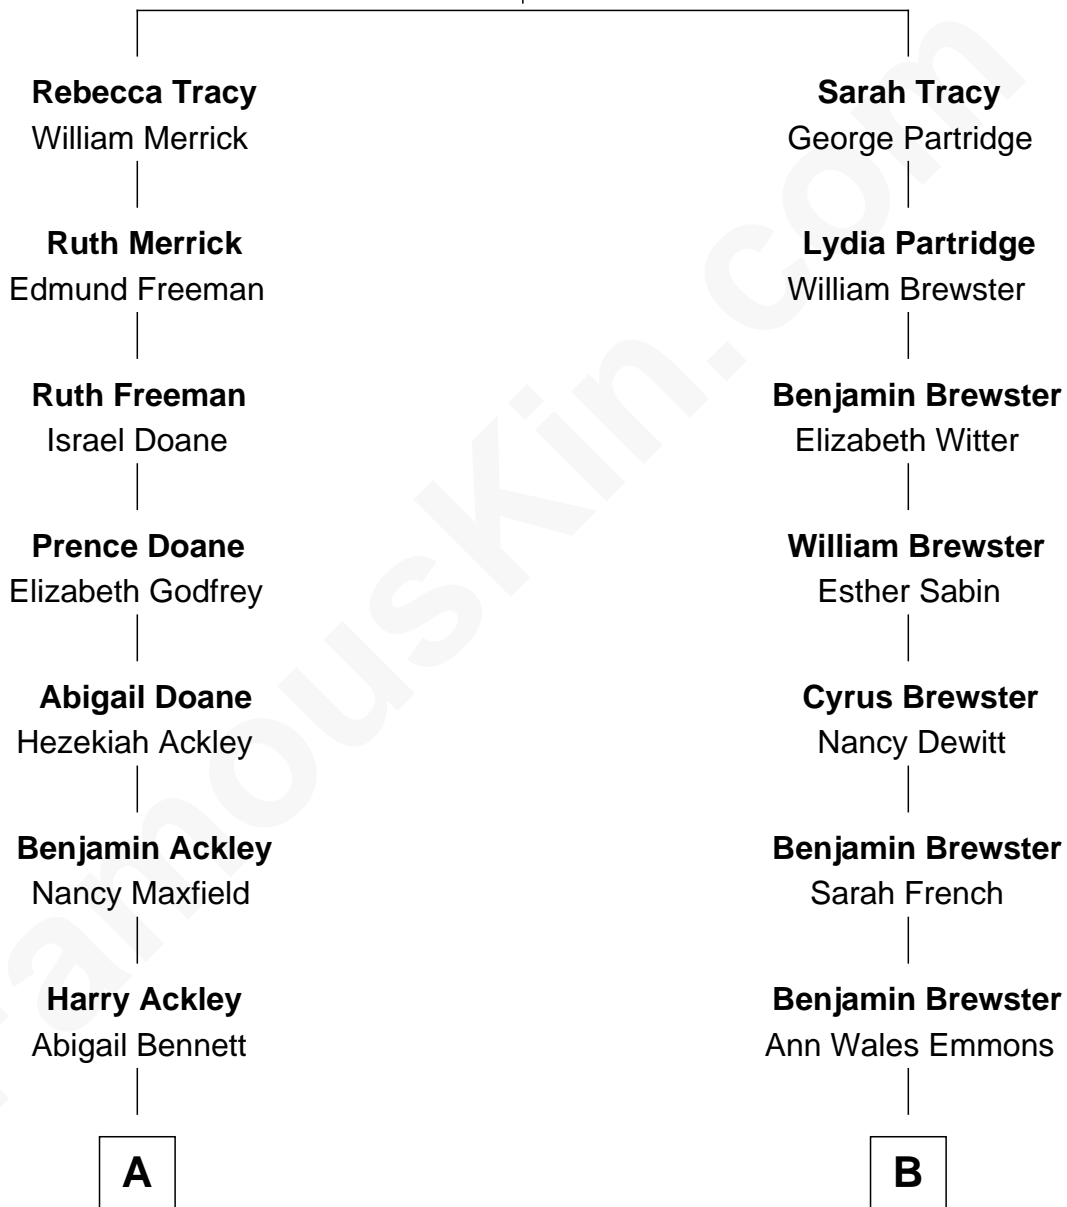 Rebecca Tracy
William Merrick
Sarah Tracy
George Partridge
Ruth Merrick
Edmund Freeman
Lydia Partridge
William Brewster
Ruth Freeman
Israel Doane
Benjamin Brewster
Elizabeth Witter
Prence Doane
Elizabeth Godfrey
William Brewster
Esther Sabin
Abigail Doane
Hezekiah Ackley
Cyrus Brewster
Nancy Dewitt
Benjamin Ackley
Nancy Maxfield
Benjamin Brewster
Sarah French
Harry Ackley
Abigail Bennett
Benjamin Brewster
Ann Wales Emmons
A
B
FamousKin.com